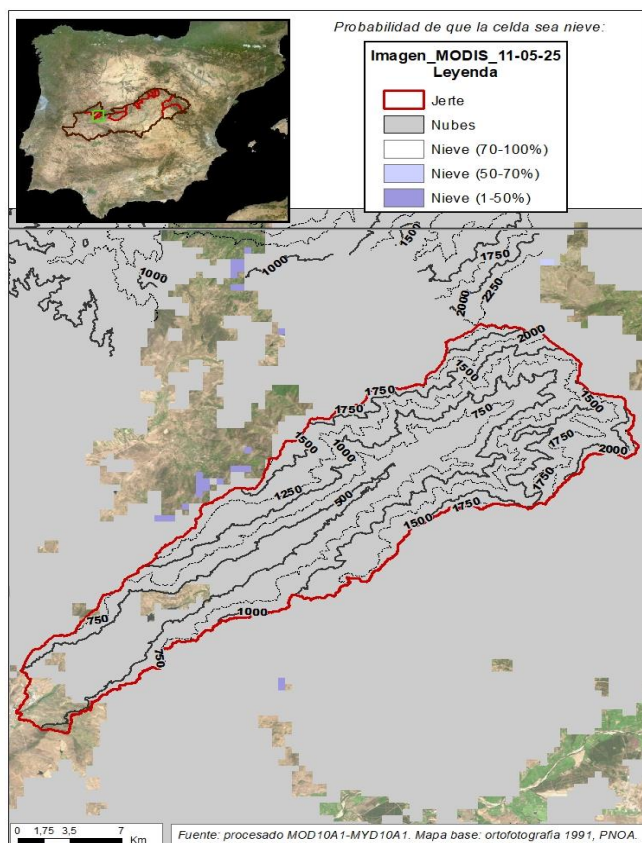 Probabilidad de que la celda sea nieve:
Imagen_MODIS_11-05-25
Leyenda
Jerte
Nubes
Nieve (70-100%)
Nieve (50-70%)
Nieve (1-50%)
0
1000
1000
1500
1750
2000
2250
2000
1750
1750
1500
1500
1000
750
1500
1750
2000
1750
1250
500
1500
1750
1000
750
750
0 1,75 3,5 7
Km
Fuente: procesado MOD10A1-MYD10A1. Mapa base: ortofotografía 1991, PNOA.